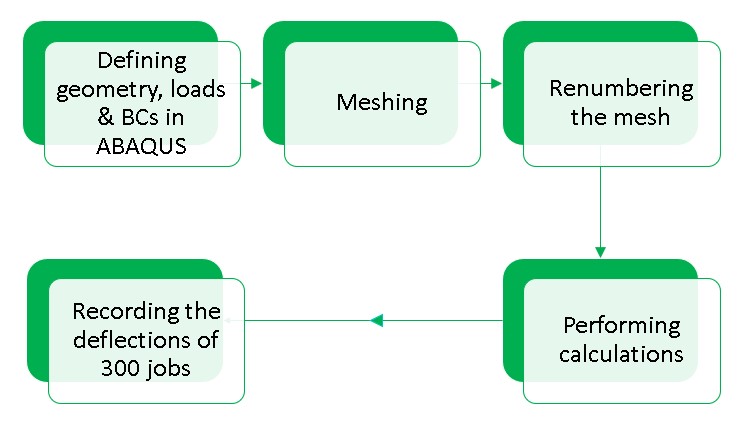 Defining
geometry, loads
& BCs in
ABAQUS
Meshing
Renumbering
the mesh
Performing
calculations
Recording the
deflections of
300 jobs